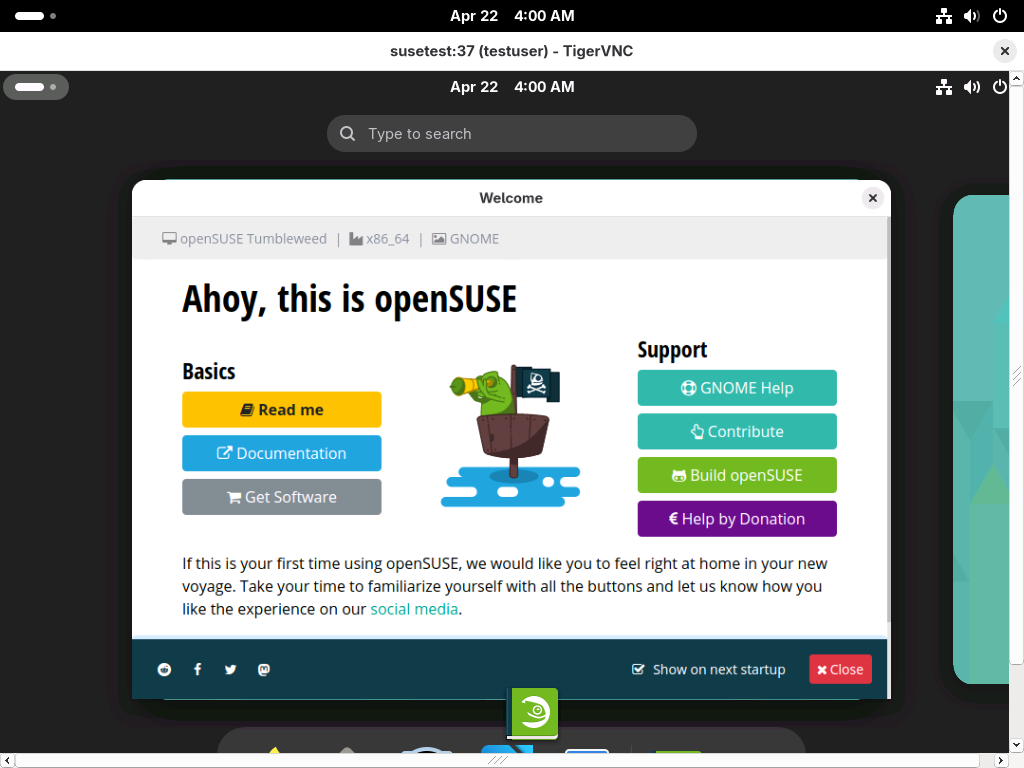 Apr 22 4:00 AM
susetest:37 (testuser) - TigerVNC
Apr 22 4:00 AM
Type to search
Welcome
openSUSE Tumbleweed | x86_64 | GNOME
Ahoy, this is openSUSE
Basics
Read me
Documentation
Get Software
Support
GNOME Help
Contribute
Build openSUSE
Help by Donation
If this is your first time using openSUSE, we would like you to feel right at home in your new
voyage. Take your time to familiarize yourself with all the buttons and let us know how you
like the experience on our social media.
Show on next startup
Close